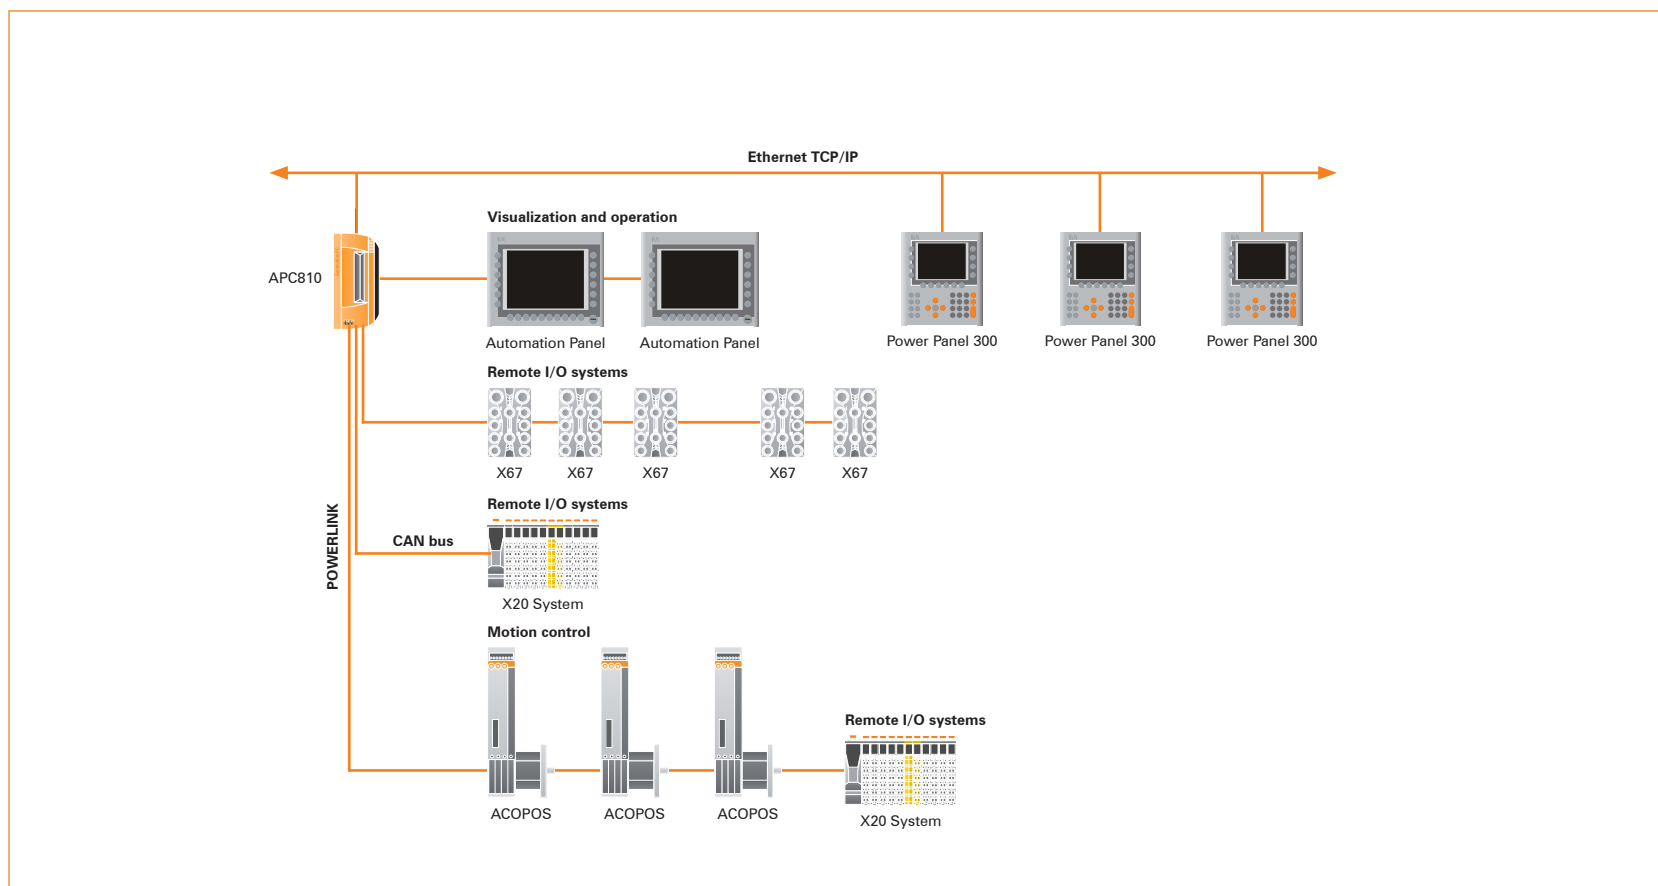 Ethernet TCP/IP
Visualization and operation
APC810
Automation Panel
Automation Panel
Power Panel 300
Power Panel 300
Power Panel 300
Remote I/O systems
X67
X67
X67
X67
X67
Remote I/O systems
POWERLINK
CAN bus
X20 System
Motion control
Remote I/O systems
ACOPOS
ACOPOS
ACOPOS
X20 System